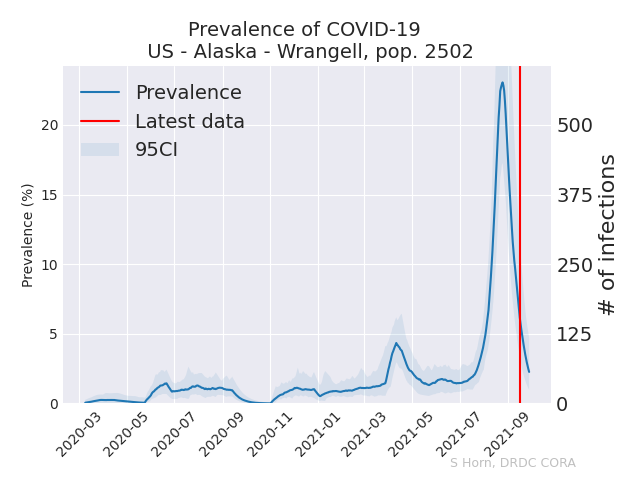 Prevalence of COVID-19
US - Alaska - Wrangell, pop. 2502
Prevalence
Latest data
95CI
Prevalence (%)
20
15
10
5
0
# of infections
500
375
250
125
0
2020-03
2020-05
2020-07
2020-09
2020-11
2021-01
2021-03
2021-05
2021-07
2021-09
S Horn, DRDC CORA